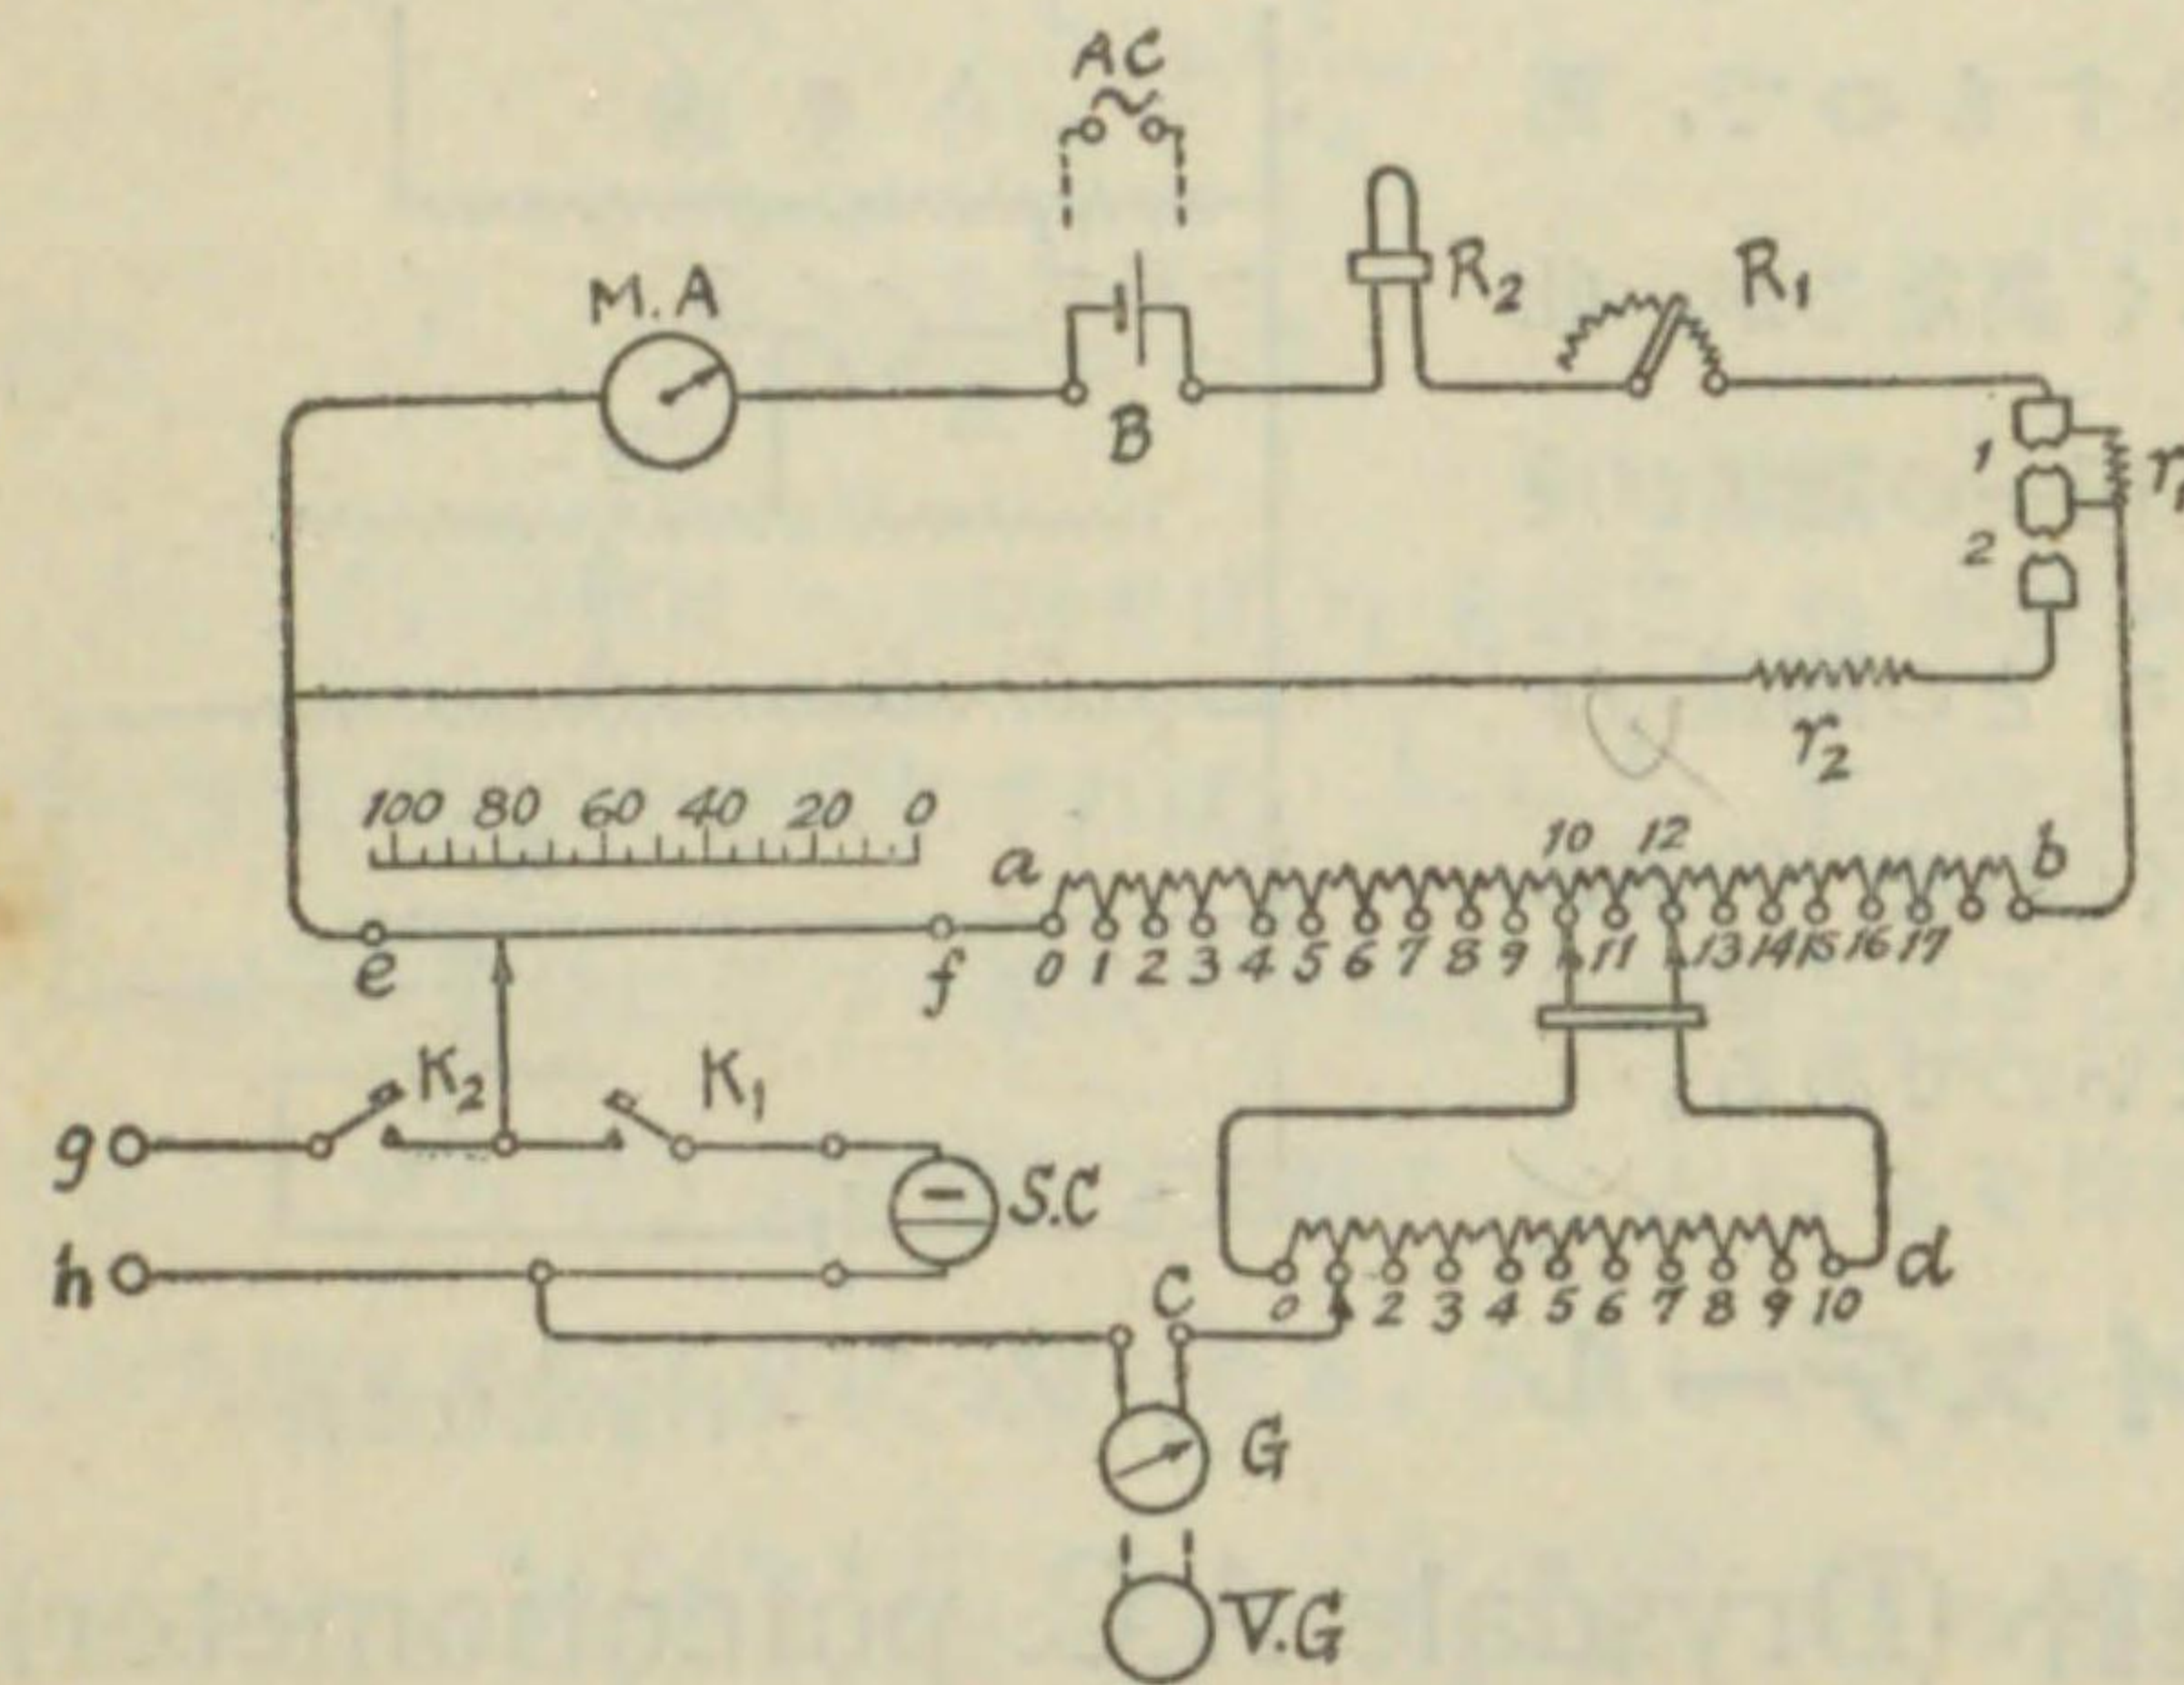 AC
~
M.A
R₂
R₁
B
1
r₁
2
r₂
100 80 60 40 20 0
a
10 12
b
e
f
0 1 2 3 4 5 6 7 8 9 11 13 14 15 16 17
K₂
K₁
g
S.C
h
C
d
0 2 3 4 5 6 7 8 9 10
G
V.G